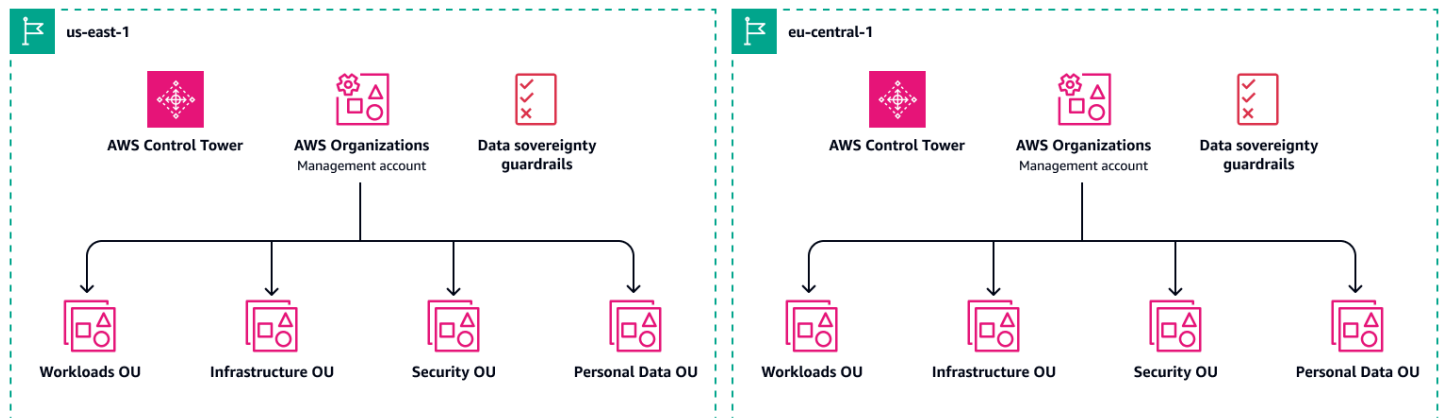 us-east-1
AWS Control Tower
AWS Organizations
Management account
Data sovereignty
guardrails
Workloads OU
Infrastructure OU
Security OU
Personal Data OU
eu-central-1
AWS Control Tower
AWS Organizations
Management account
Data sovereignty
guardrails
Workloads OU
Infrastructure OU
Security OU
Personal Data OU